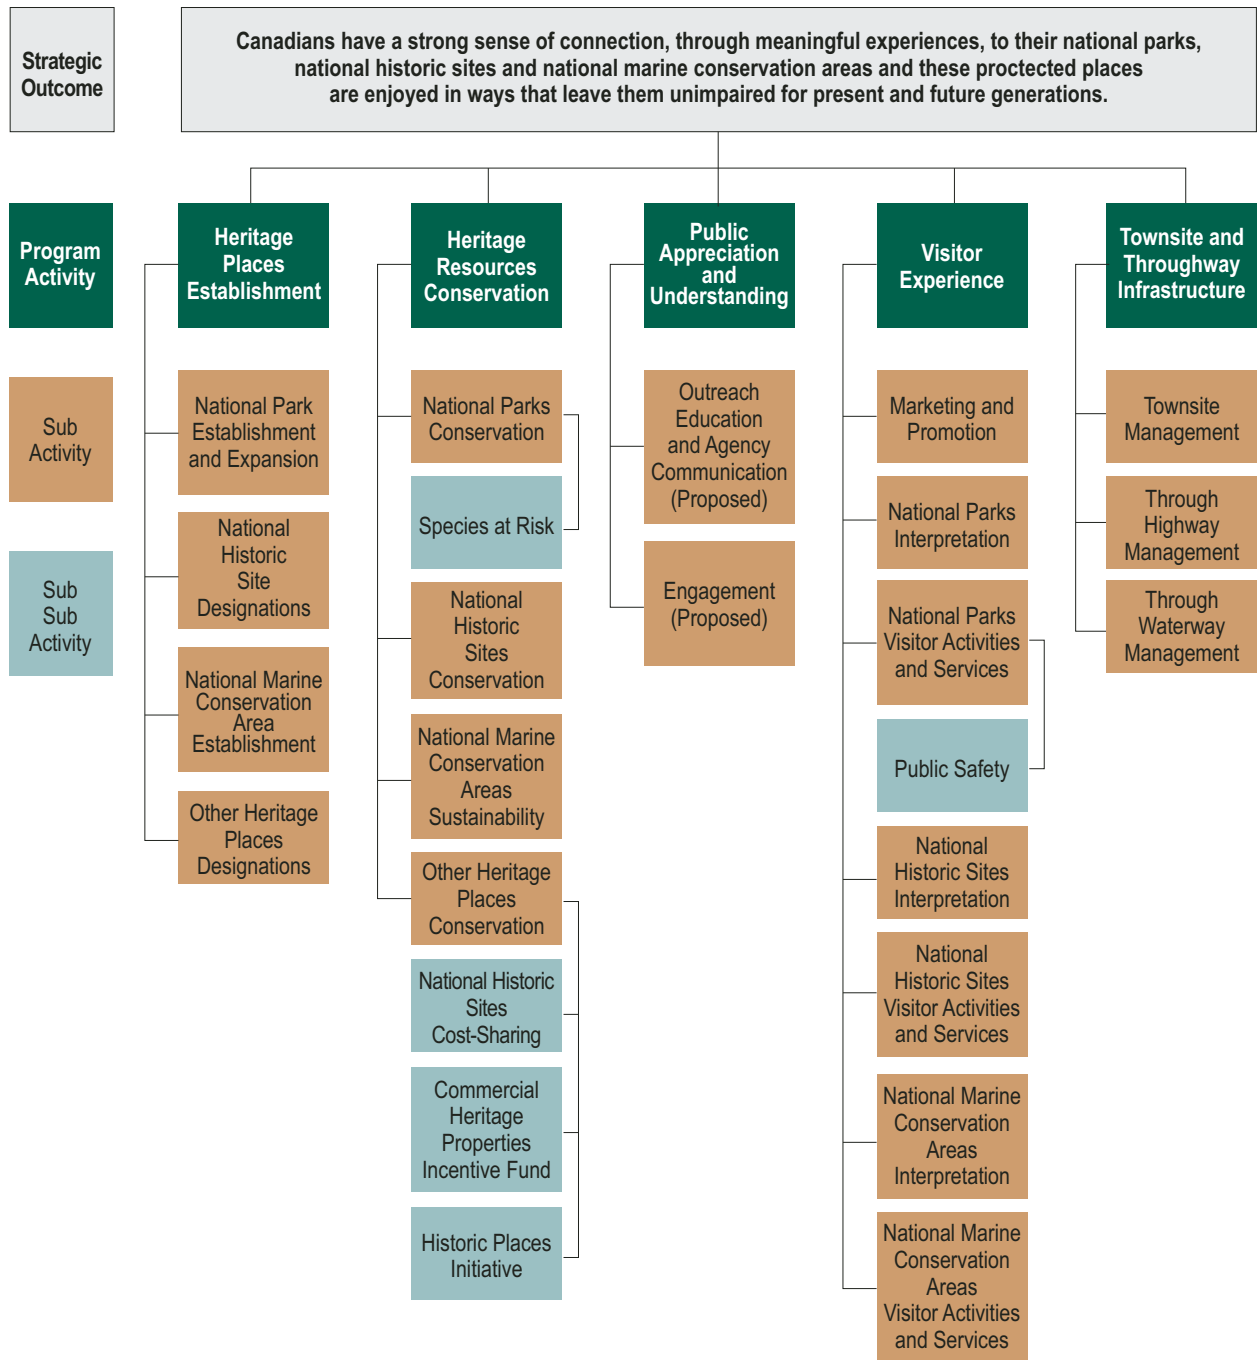 Strategic
Outcome
Canadians have a strong sense of connection, through meaningful experiences, to their national parks,
national historic sites and national marine conservation areas and these proctected places
are enjoyed in ways that leave them unimpaired for present and future generations.
Program
Activity
Sub
Activity
Sub
Sub
Activity
Heritage
Places
Establishment
National Park
Establishment
and Expansion
National
Historic
Site
Designations
National Marine
Conservation
Area
Establishment
Other Heritage
Places
Designations
Heritage
Resources
Conservation
National Parks
Conservation
Species at Risk
National
Historic
Sites
Conservation
National Marine
Conservation
Areas
Sustainability
Other Heritage
Places
Conservation
National Historic
Sites
Cost-Sharing
Commercial
Heritage
Properties
Incentive Fund
Historic Places
Initiative
Public
Appreciation
and
Understanding
Outreach
Education
and Agency
Communication
(Proposed)
Engagement
(Proposed)
Visitor
Experience
Marketing and
Promotion
National Parks
Interpretation
National Parks
Visitor Activities
and Services
Public Safety
National
Historic Sites
Interpretation
National
Historic Sites
Visitor Activities
and Services
National Marine
Conservation
Areas
Interpretation
National Marine
Conservation
Areas
Visitor Activities
and Services
Townsite and
Throughway
Infrastructure
Townsite
Management
Through
Highway
Management
Through
Waterway
Management